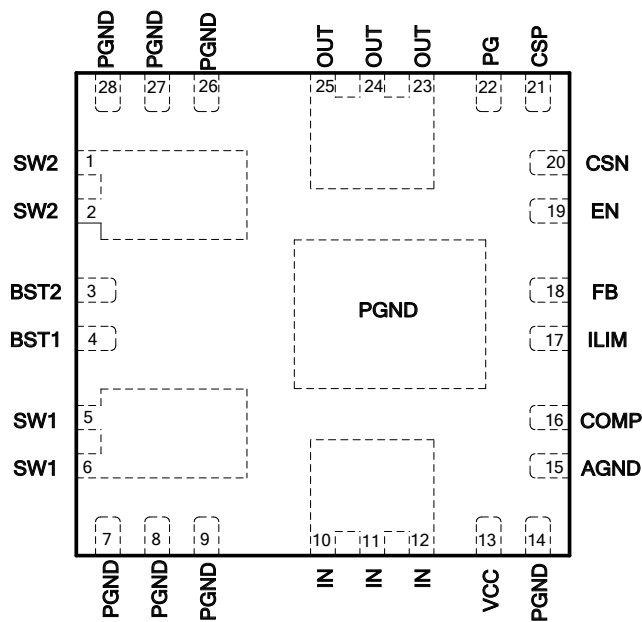 PGND PGND PGND OUT OUT OUT PG CSP
28 27 26 25 24 23 22 21
SW2 1 20 CSN
SW2 2 19 EN
BST2 3 18 FB
PGND
BST1 4 17 ILIM
SW1 5 16 COMP
SW1 6 15 AGND
7 8 9 10 11 12 13 14
PGND PGND PGND IN IN IN VCC PGND